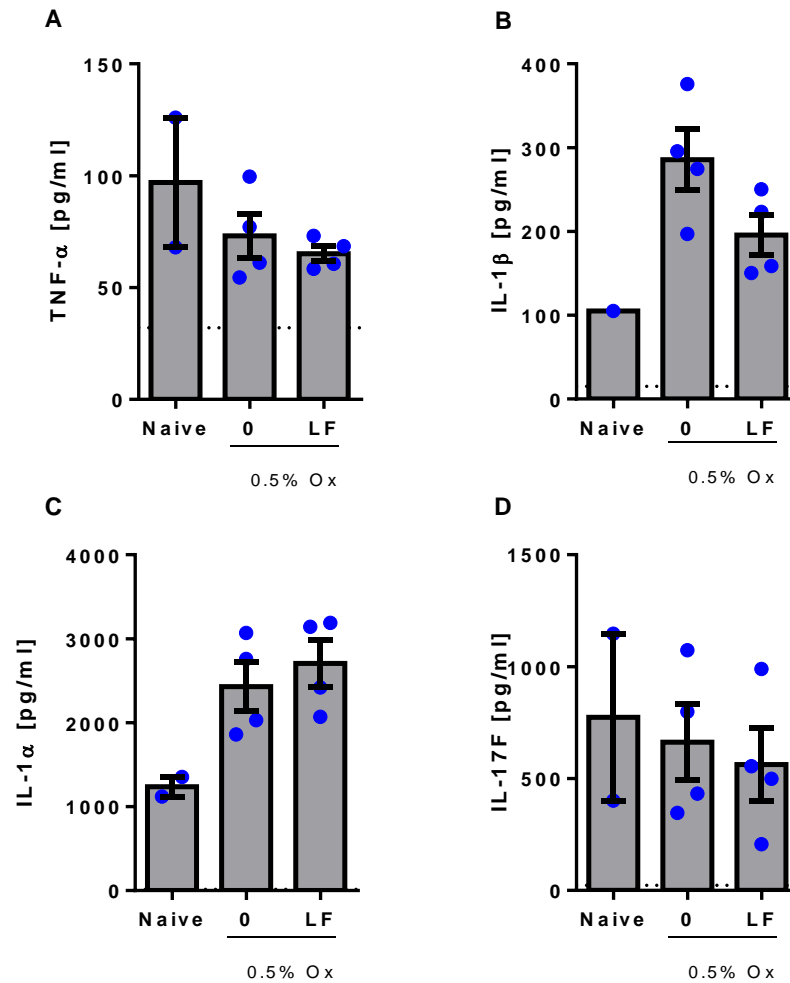 A
TNF-α [pg/ml]
150
100
50
0
Naive 0 LF
0.5% Ox
B
IL-1β [pg/ml]
400
300
200
100
0
Naive 0 LF
0.5% Ox
C
IL-1α [pg/ml]
4000
3000
2000
1000
0
Naive 0 LF
0.5% Ox
D
IL-17F [pg/ml]
1500
1000
500
0
Naive 0 LF
0.5% Ox